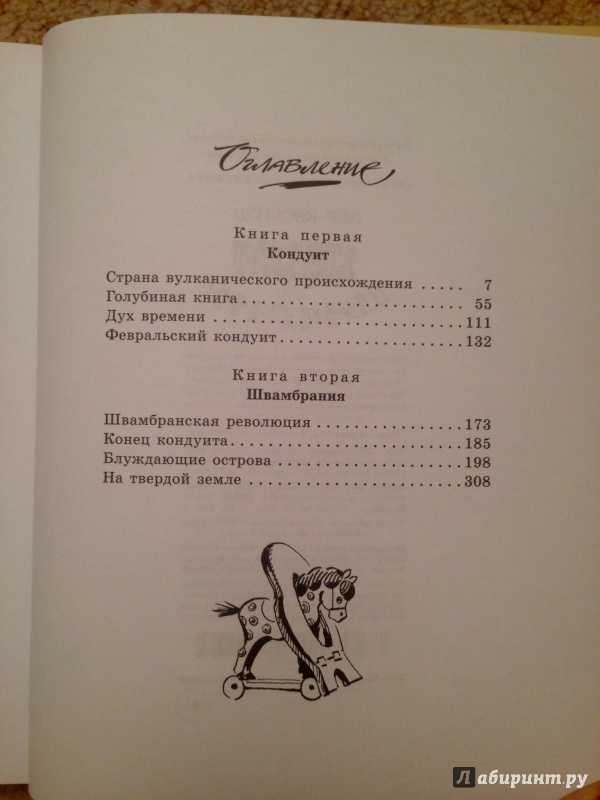 Оглавление
Книга первая
Кондуит
Страна вулканического происхождения ..... 7
Голубиная книга ........................ 55
Дух времени ........................... 111
Февральский кондуит ................... 132
Книга вторая
Швамбрания
Швамбранская революция ................ 173
Конец кондуита ........................ 185
Блуждающие острова .................... 198
На твердой земле ...................... 308
Лабиринт.ру